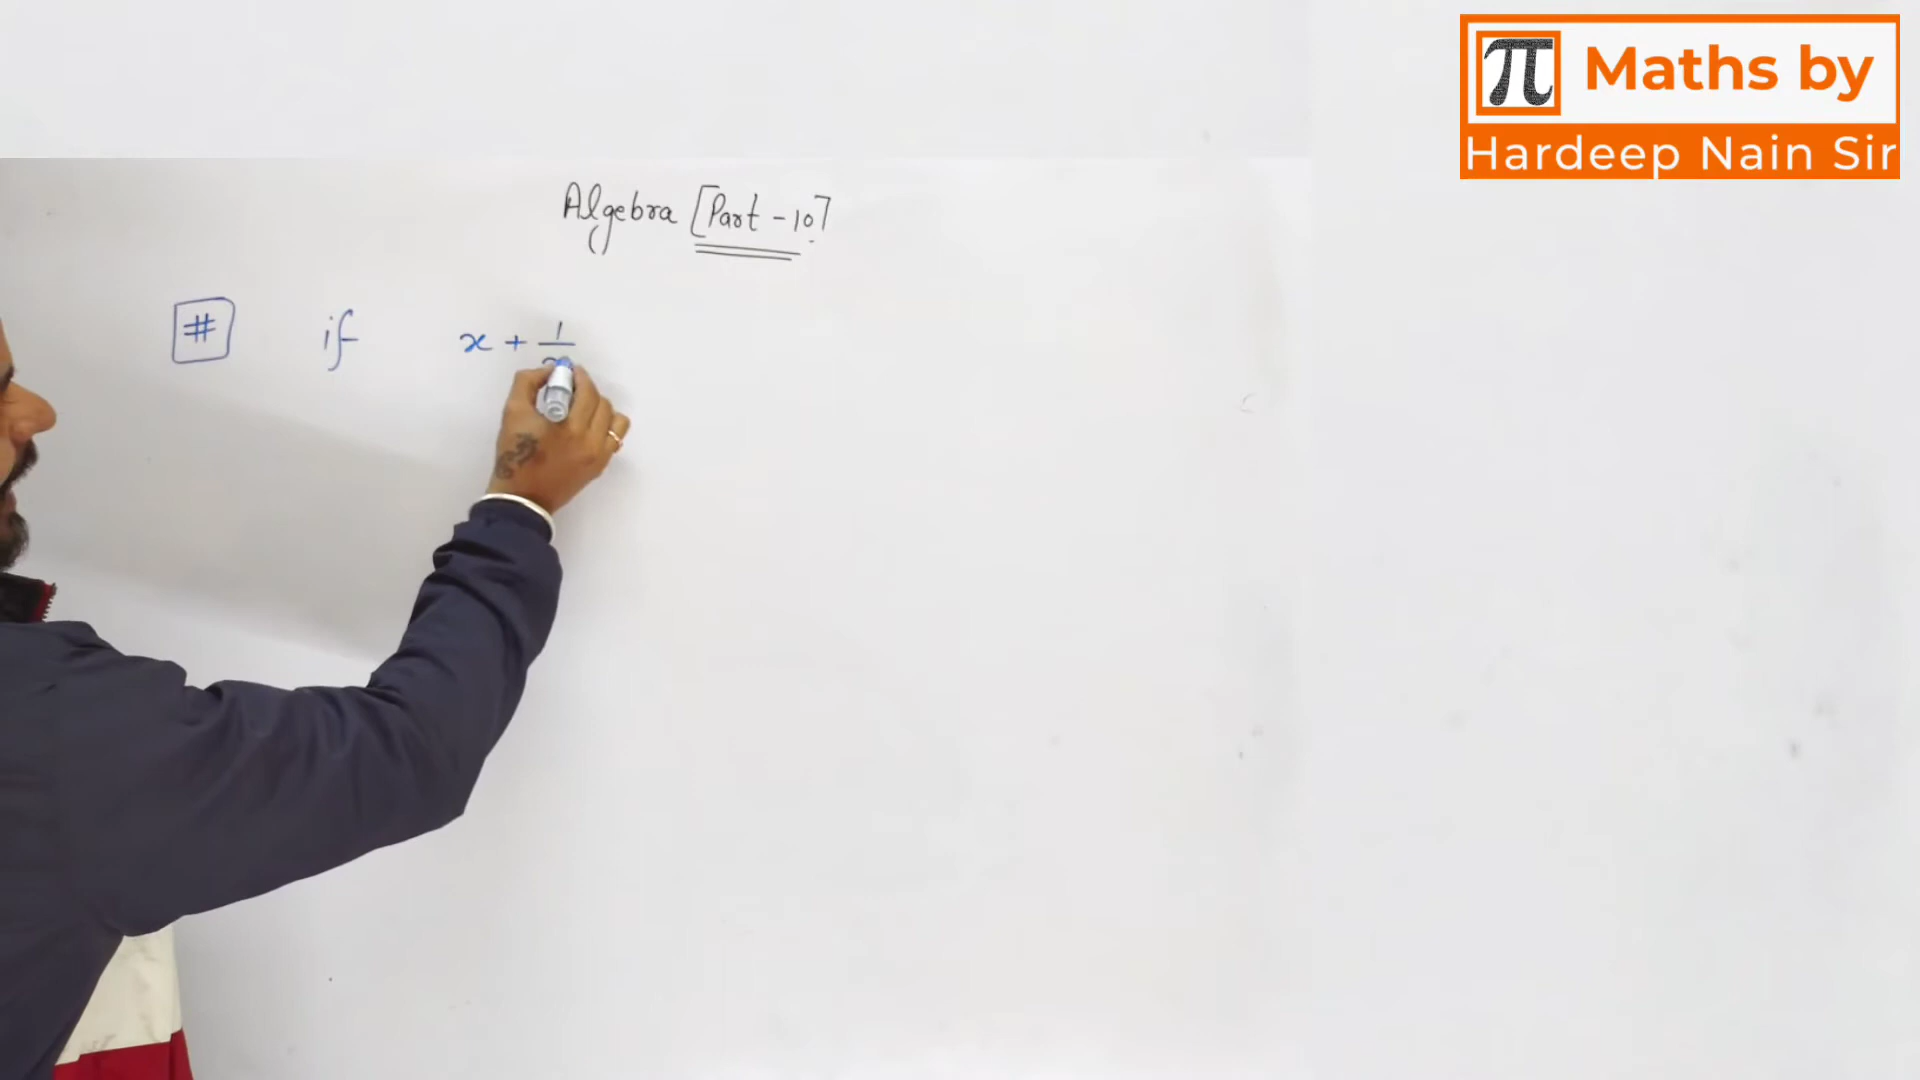 π Maths by
Hardeep Nain Sir
Algebra [Part - 10]
# if x + 1/x